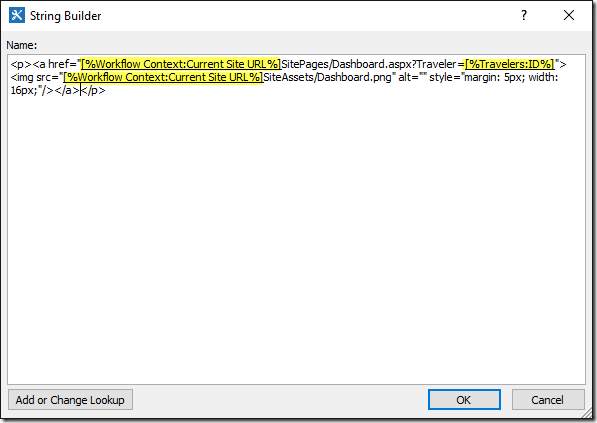 String Builder
?
Name:
<p><a href="[%Workflow Context:Current Site URL%]SitePages/Dashboard.aspx?Traveler=[%Travelers:ID%]">
<img src="[%Workflow Context:Current Site URL%]SiteAssets/Dashboard.png" alt="" style="margin: 5px; width:
16px;"/></a></p>
Add or Change Lookup
OK
Cancel